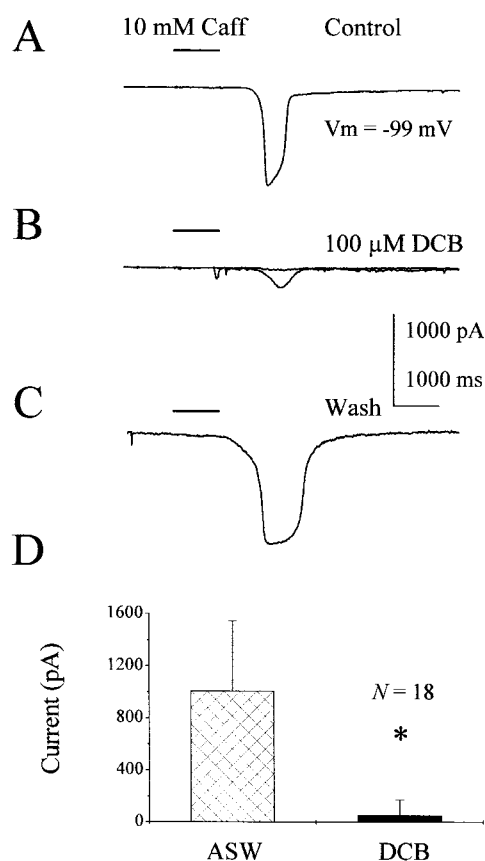 A
10 mM Caff
Control
Vm = -99 mV
B
100 μM DCB
1000 pA
1000 ms
C
Wash
D
1600
1200
800
400
0
Current (pA)
N = 18
*
ASW
DCB